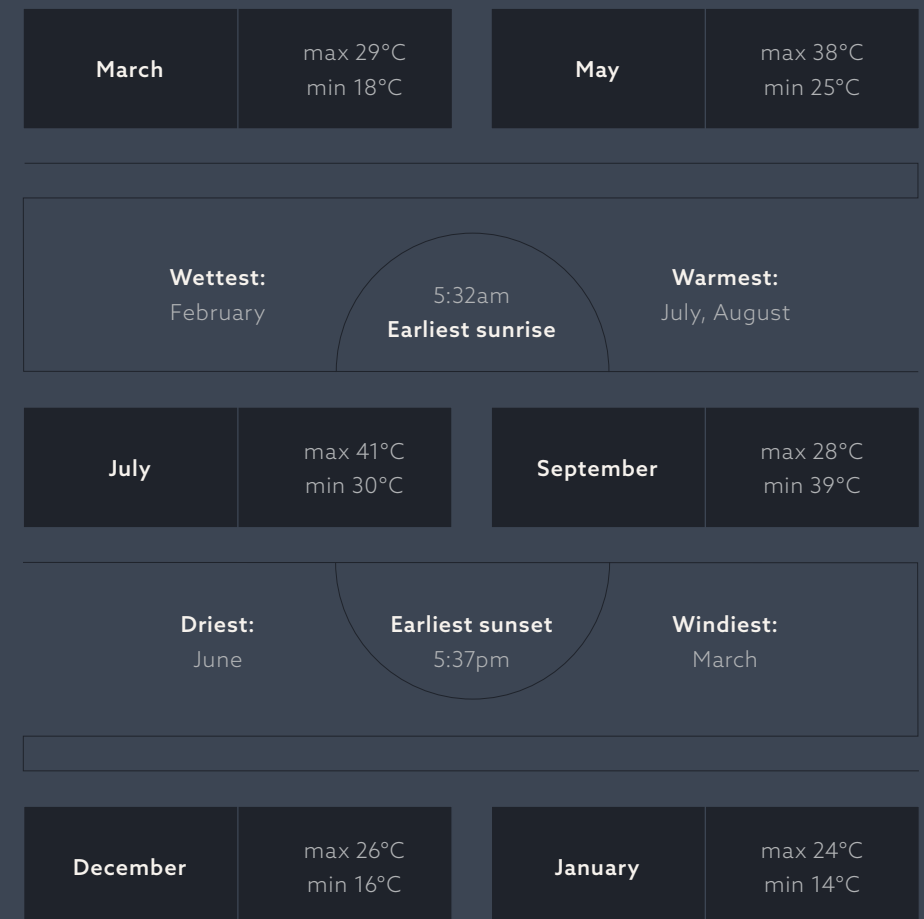 March
max 29°C
min 18°C
May
max 38°C
min 25°C
Wettest:
February
5:32am
Earliest sunrise
Warmest:
July, August
July
max 41°C
min 30°C
September
max 28°C
min 39°C
Driest:
June
Earliest sunset
5:37pm
Windiest:
March
December
max 26°C
min 16°C
January
max 24°C
min 14°C